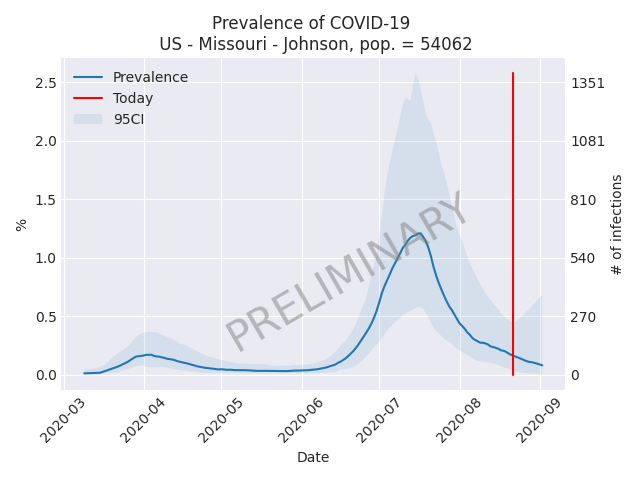 Prevalence of COVID-19
US - Missouri - Johnson, pop. = 54062
Prevalence
Today
95CI
2.5
2.0
1.5
1.0
0.5
0.0
%
1351
1081
810
540
270
0
# of infections
PRELIMINARY
2020-03
2020-04
2020-05
2020-06
2020-07
2020-08
2020-09
Date